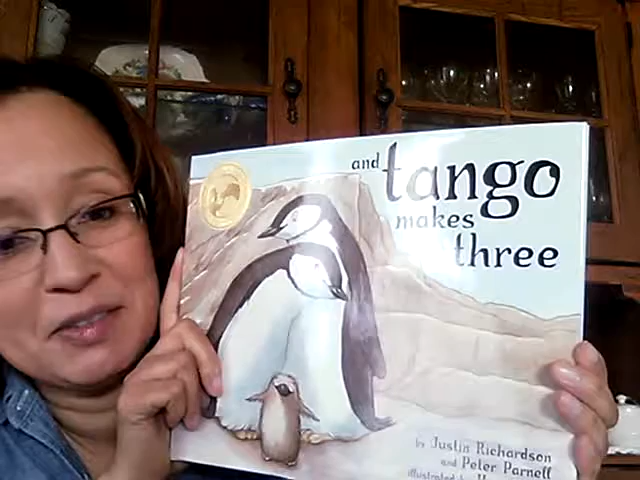 and tango
makes
three
by Justin Richardson
and Peter Parnell
illustrated by